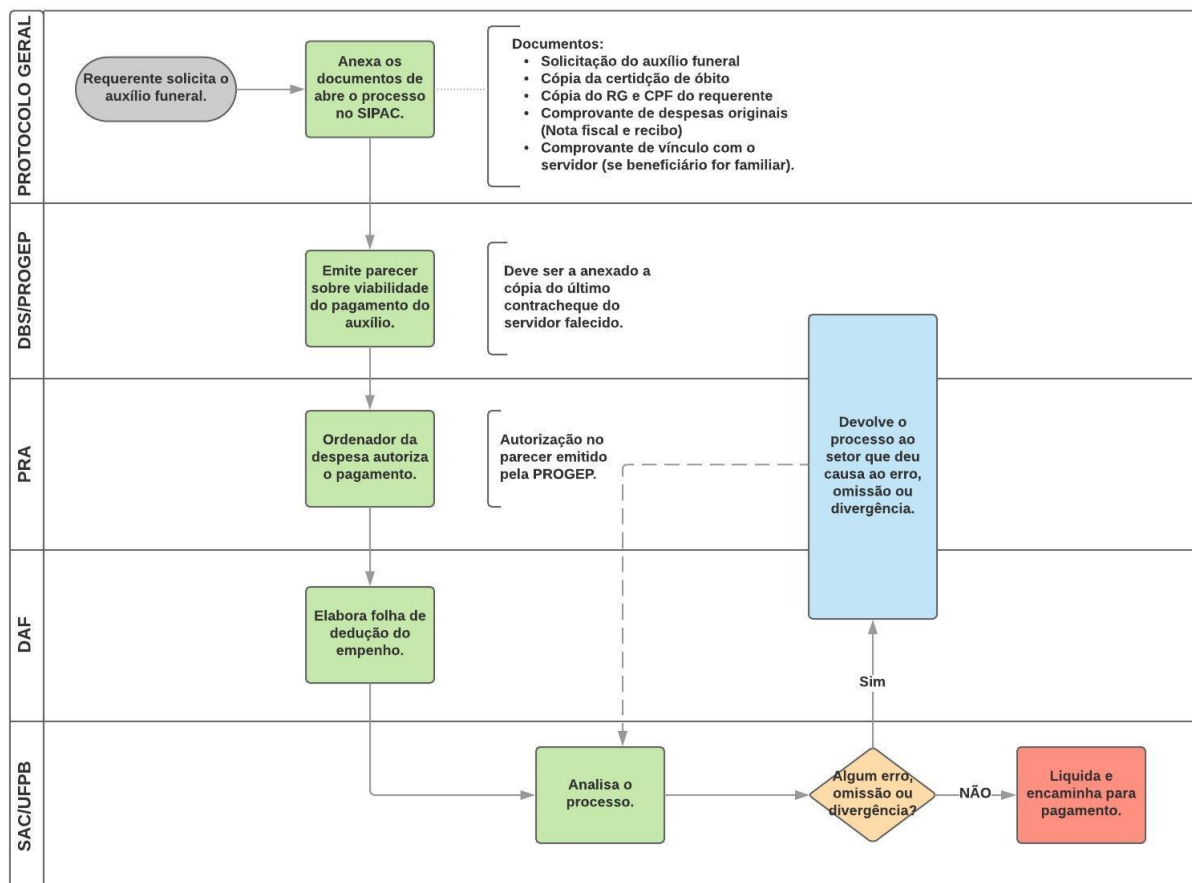 PROTOCOLO GERAL
Requerente solicita o
auxílio funeral.
Anexa os
documentos de
abre o processo
no SIPAC.
Documentos:
• Solicitação do auxílio funeral
• Cópia da certidção de óbito
• Cópia do RG e CPF do requerente
• Comprovante de despesas originais
(Nota fiscal e recibo)
• Comprovante de vínculo com o
servidor (se beneficiário for familiar).
DBS/PROGEP
Emite parecer
sobre viabilidade
do pagamento do
auxílio.
Deve ser a anexado a
cópia do último
contracheque do
servidor falecido.
PRA
Ordenador da
despesa autoriza
o pagamento.
Autorização no
parecer emitido
pela PROGEP.
Devolve o
processo ao
setor que deu
causa ao erro,
omissão ou
divergência.
DAF
Elabora folha de
dedução do
empenho.
Sim
SAC/UFPB
Analisa o
processo.
Algum erro,
omissão ou
divergência?
NÃO
Liquida e
encaminha para
pagamento.